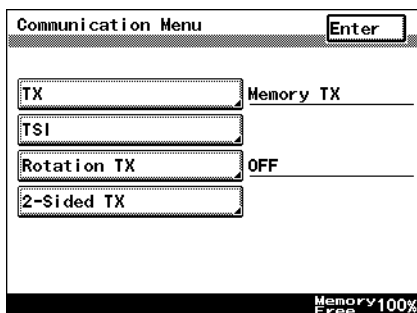 Communication Menu
Enter
TX
Memory TX
TSI
Rotation TX
OFF
2-Sided TX
Memory
Free 100%